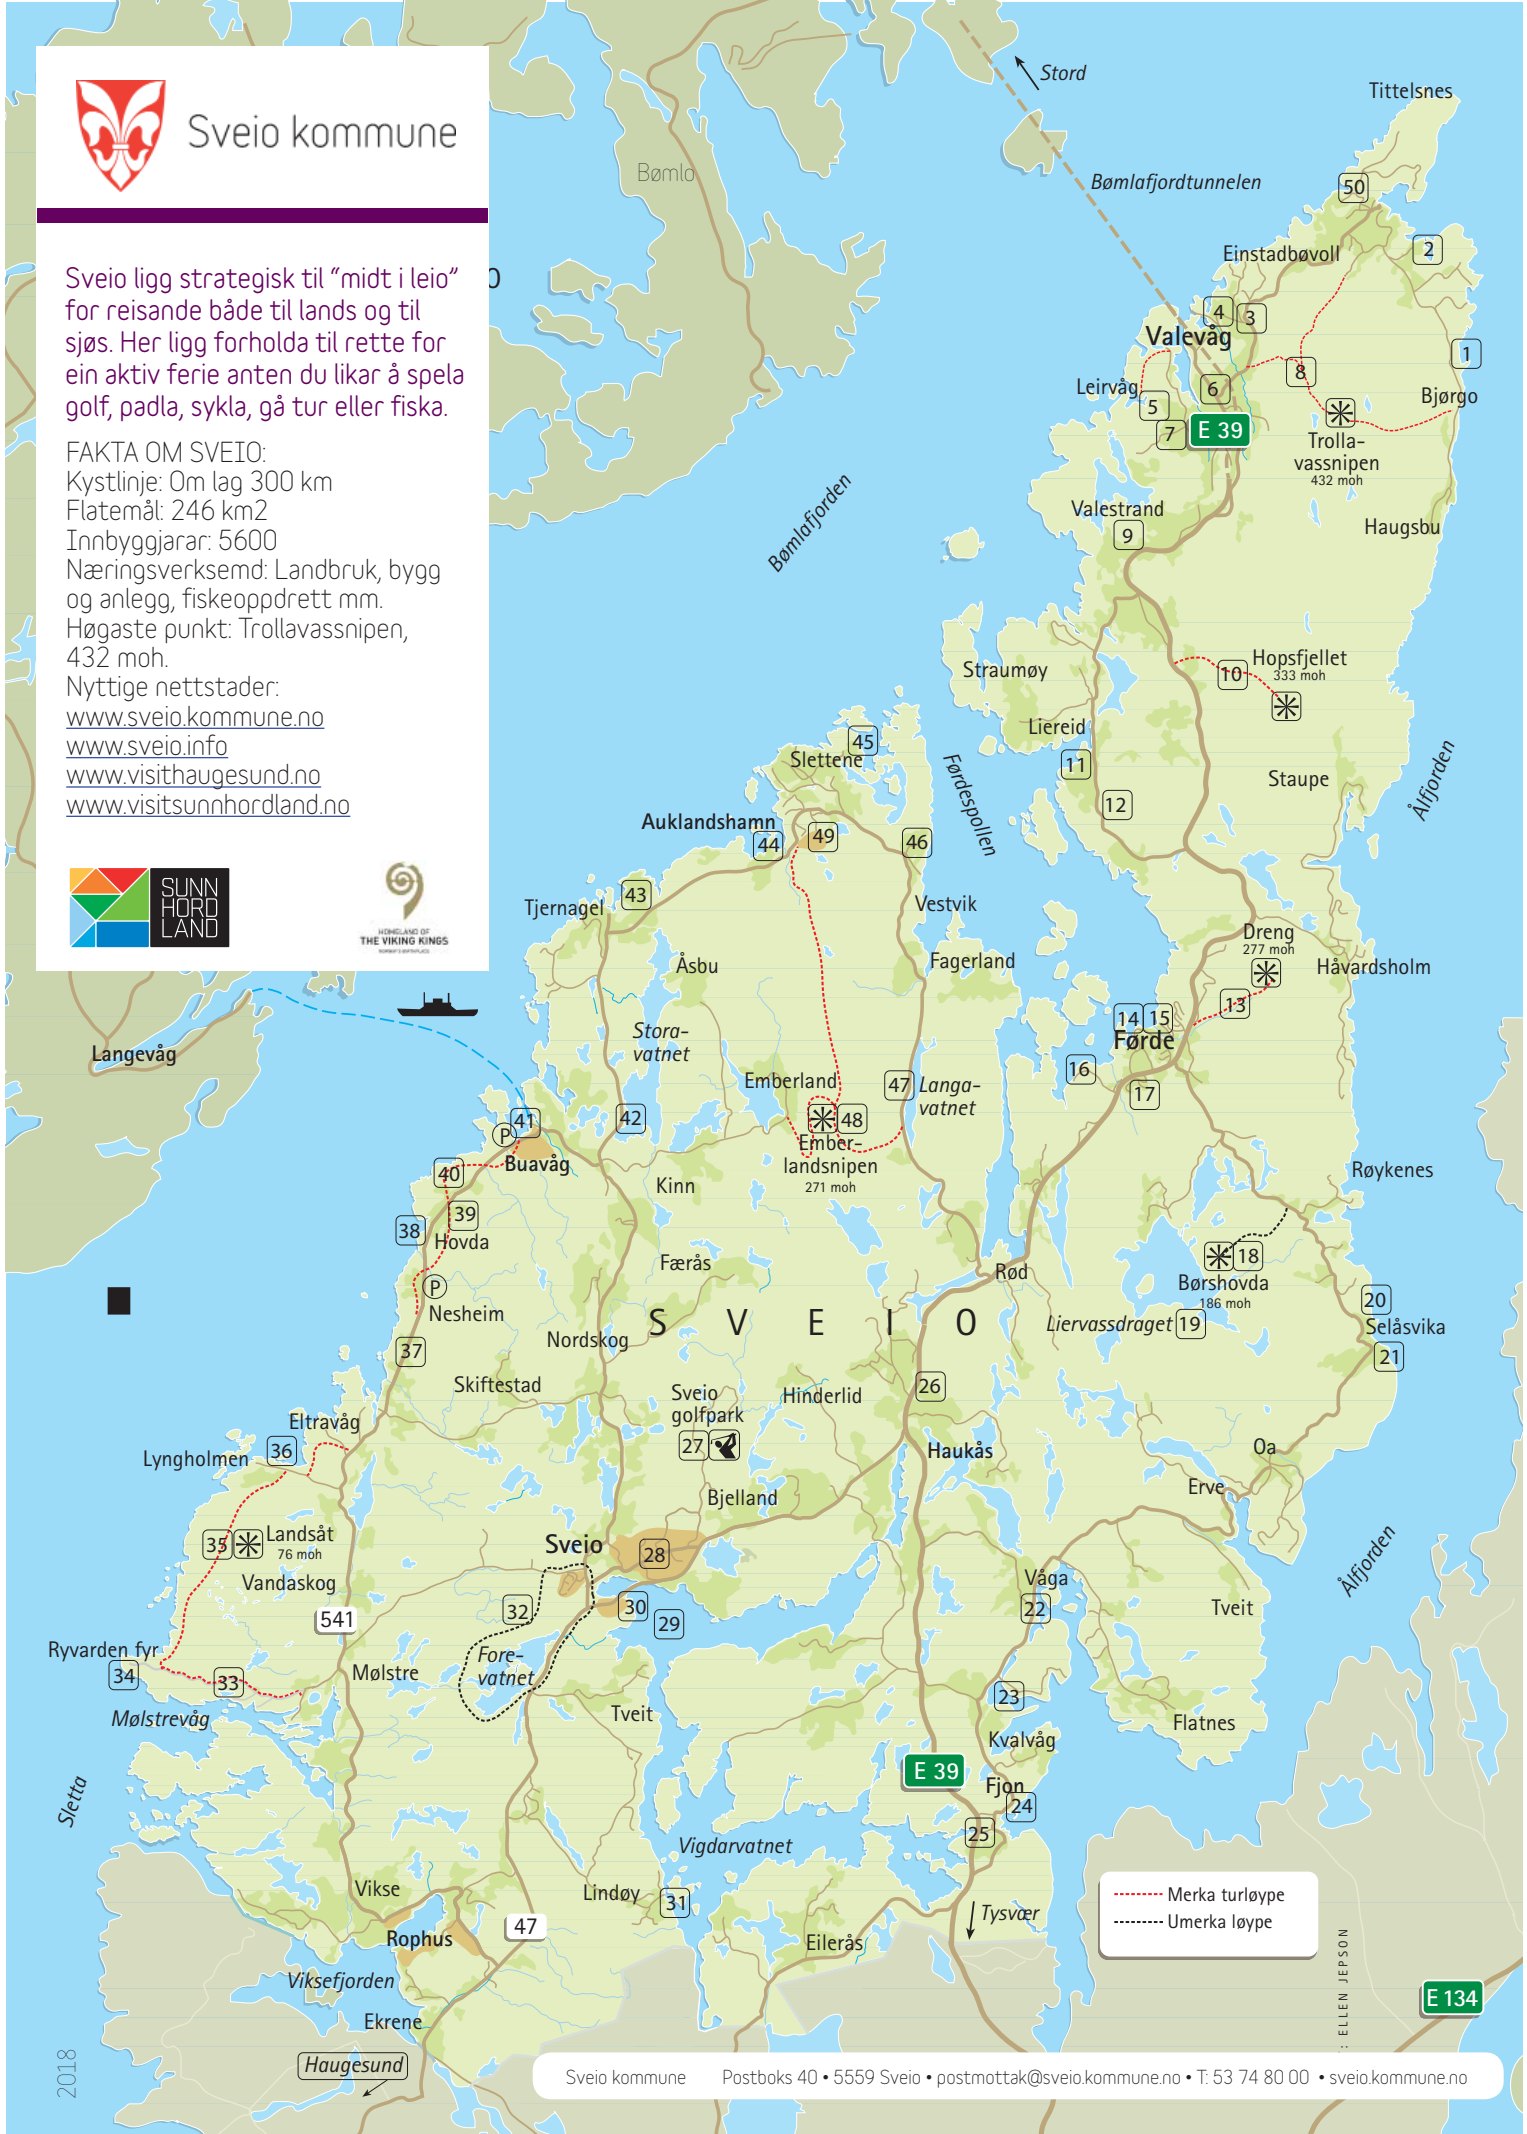 Sveio kommune
Sveio ligg strategisk til “midt i leio”
for reisande både til lands og til
sjøs. Her ligg forholda til rette for
ein aktiv ferie anten du likar å spela
golf, padla, sykla, gå tur eller fiska.
FAKTA OM SVEIO:
Kystlinje: Om lag 300 km
Flatemål: 246 km2
Innbyggjarar: 5600
Næringsverksemd: Landbruk, bygg
og anlegg, fiskeoppdrett mm.
Høgaste punkt: Trollavassnipen,
432 moh.
Nyttige nettstader:
www.sveio.kommune.no
www.sveio.info
www.visithaugesund.no
www.visitsunnhordland.no
SUNN
HORD
LAND
HOMELAND OF
THE VIKING KINGS
NORWAY'S BIRTHPLACE
Stord
Tittelsnes
Bømlo
O
Bømlafjordtunnelen
50
2
Einstadbøvoll
4
3
Valevåg
1
8
Leirvåg
6
5
Bjørgo
7
E 39
Trolla-
vassnipen
432 moh
Bømlafjorden
Valestrand
9
Haugsbu
Hopsfjellet
333 moh
10
Straumøy
Liereid
11
45
Slettene
Førdespollen
Staupe
Ålfjorden
12
Auklandshamn
44
49
46
43
Tjernagel
Vestvik
Dreng
277 moh
Åsbu
Fagerland
Håvardsholm
13
14
15
Førde
Stora-
vatnet
Langevåg
16
17
Emberland
47
Langa-
vatnet
41
42
48
P
Ember-
landsnipen
271 moh
Buavåg
40
Kinn
Røykenes
39
38
Hovda
18
Børshovda
186 moh
Færås
Rød
P
Nesheim
20
Liervassdraget
19
Selåsvika
21
S V E I O
Nordskog
37
Skiftestad
Sveio
golfpark
27
Hinderlid
26
Eltravåg
Lyngholmen
36
Haukås
Oa
Erve
Bjelland
35
Landsåt
76 moh
Sveio
28
Vandaskog
Våga
22
Ålfjorden
541
32
30
29
Tveit
Ryvarden fyr
34
33
Mølstre
Fore-
vatnet
23
Mølstrevåg
Tveit
Kvalvåg
Flatnes
E 39
Fjon
24
Sletta
25
Vigdarvatnet
Vikse
Lindøy
31
Tysvær
Merka turløype
Umerka løype
Rophus
47
Eilerås
Viksefjorden
Ekrene
E 134
: ELLEN JEPSON
Haugesund
2018
Sveio kommune Postboks 40 • 5559 Sveio • postmottak@sveio.kommune.no • T: 53 74 80 00 • sveio.kommune.no